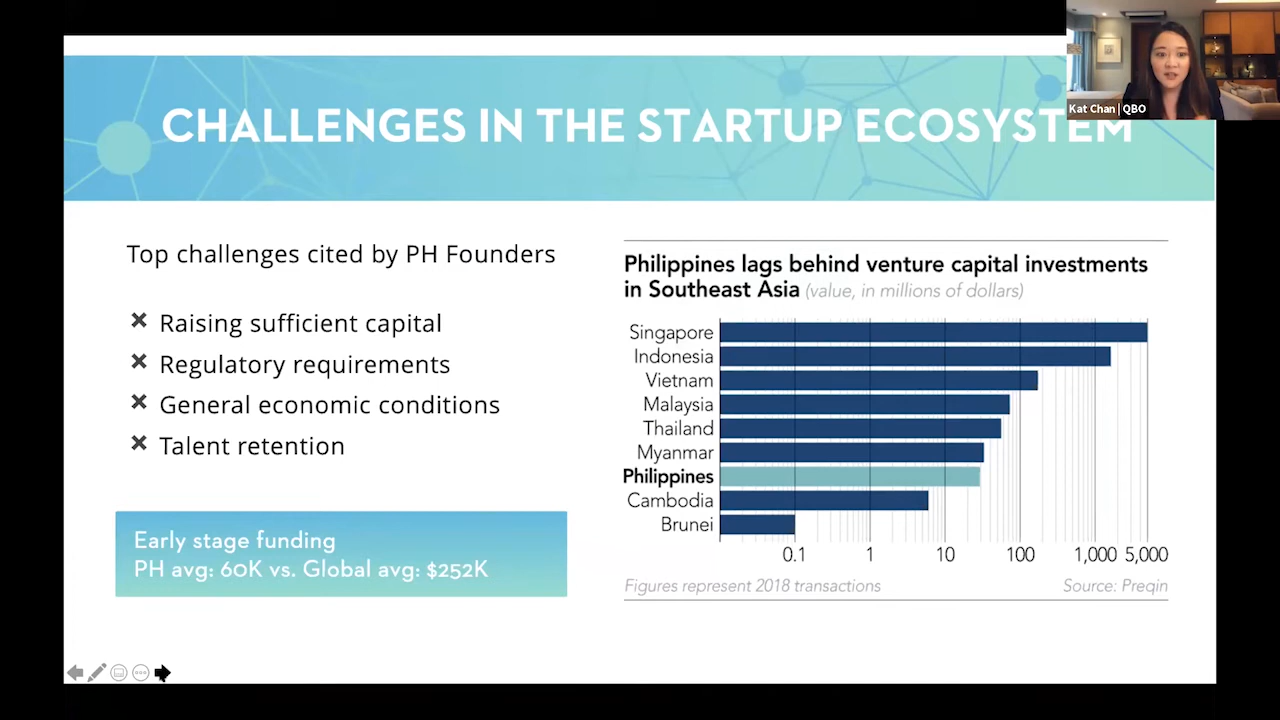 CHALLENGES IN THE STARTUP ECOSYSTEM
Kat Chan | QBO
Top challenges cited by PH Founders
Raising sufficient capital
Regulatory requirements
General economic conditions
Talent retention
Early stage funding
PH avg: 60K vs. Global avg: $252K
Philippines lags behind venture capital investments
in Southeast Asia (value, in millions of dollars)
Singapore
Indonesia
Vietnam
Malaysia
Thailand
Myanmar
Philippines
Cambodia
Brunei
0.1 1 10 100 1,000 5,000
Figures represent 2018 transactions Source: Preqin